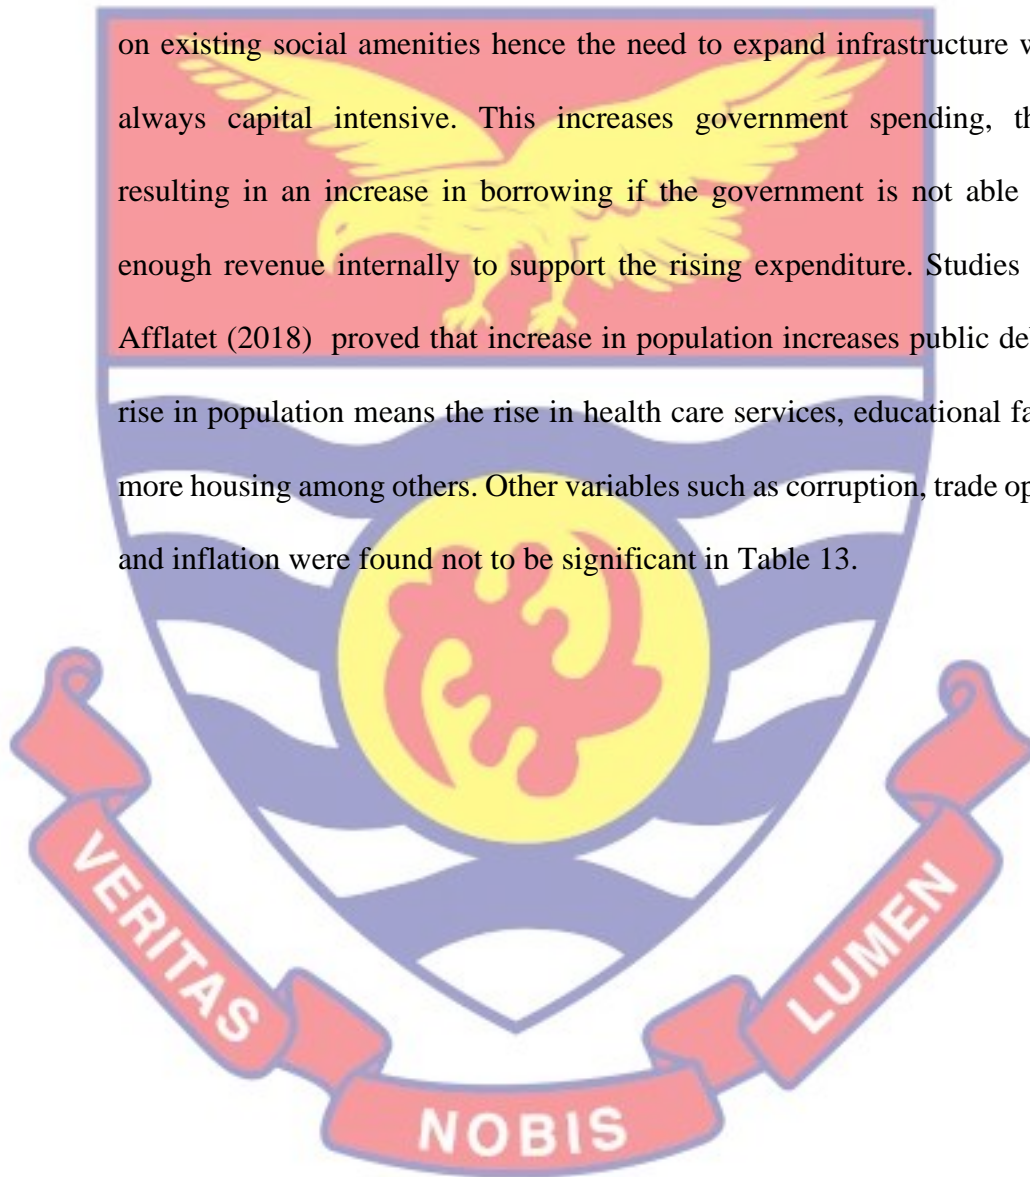 on existing social amenities hence the need to expand infrastructure
always capital intensive. This increases government spending,
resulting in an increase in borrowing if the government is not able
enough revenue internally to support the rising expenditure. Studies
Afflatet (2018) proved that increase in population increases public
rise in population means the rise in health care services, educational
more housing among others. Other variables such as corruption, trade
and inflation were found not to be significant in Table 13.
VERITAS
NOBIS
LUMEN